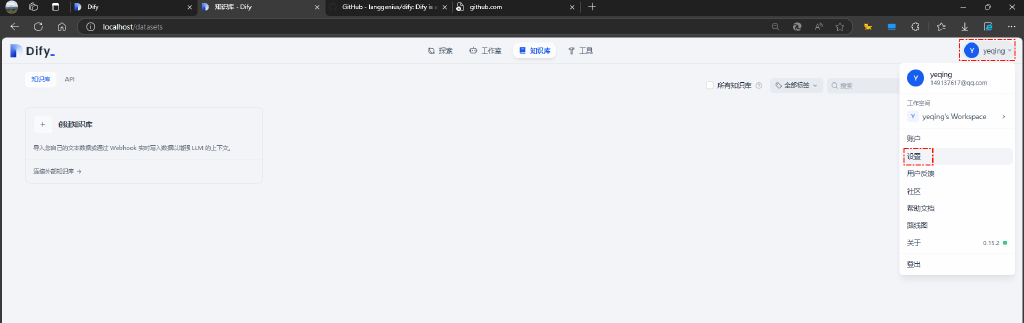 Dify
知识库 - Dify
GitHub - langgenius/dify: Dify is
github.com
localhost/datasets
Dify_
探索
工作室
知识库
工具
Y
yeqing
知识库
API
所有知识库
全部标签
搜索
Y
yeqing
149137617@qq.com
工作空间
Y
yeqing's Workspace
创建知识库
导入您自己的文本数据或通过 Webhook 实时写入数据以增强 LLM 的上下文。
连接外部知识库
账户
设置
用户反馈
社区
帮助文档
路线图
关于
0.15.2
登出